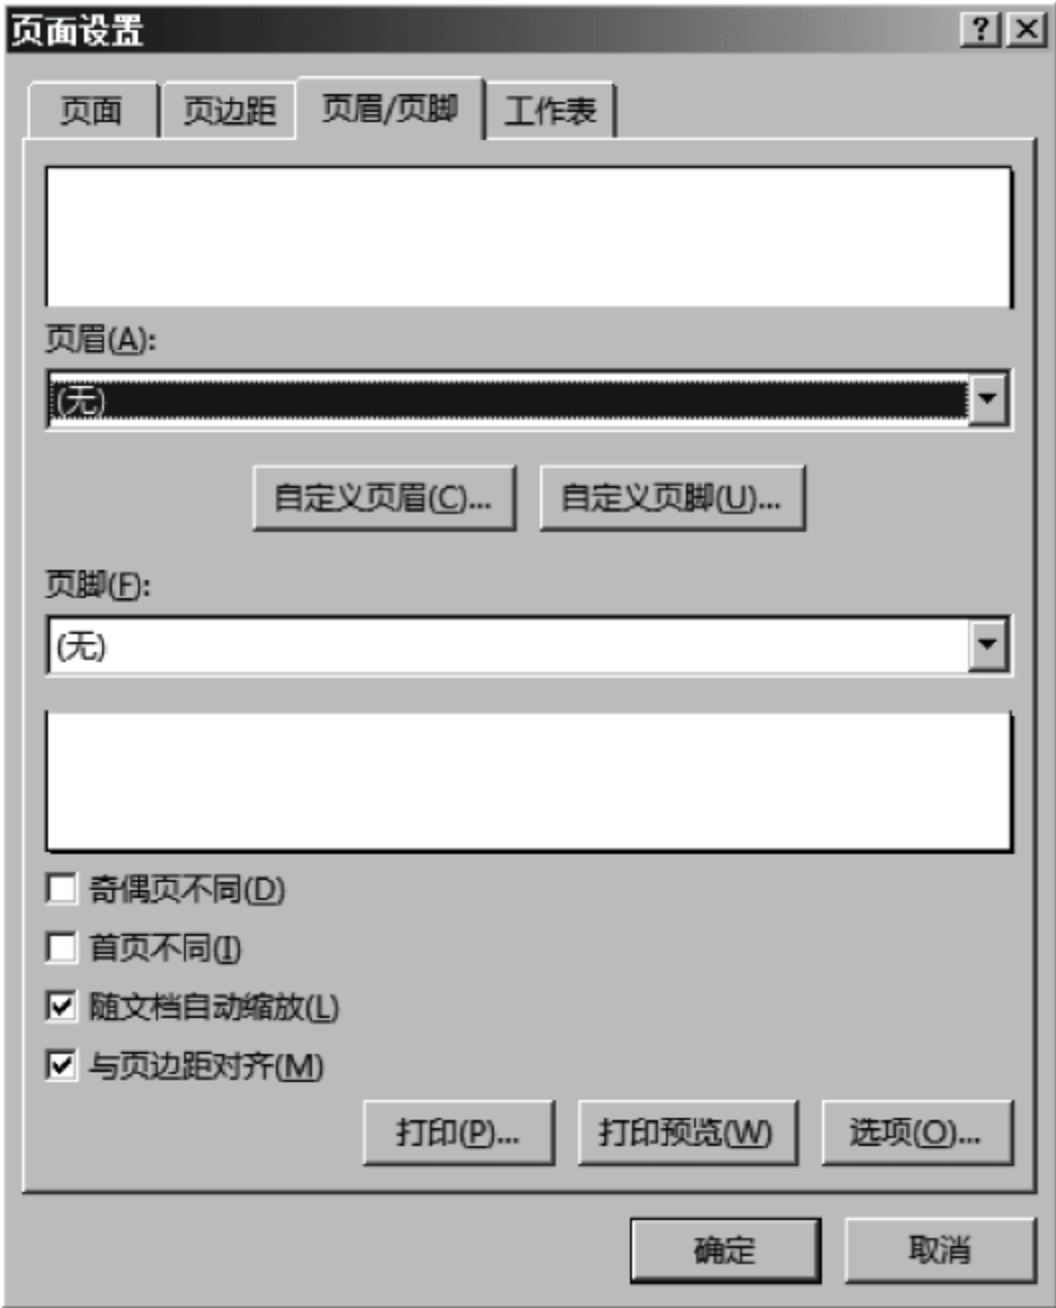 页面设置
页面 页边距 页眉/页脚 工作表
页眉(A):
(无)
自定义页眉(C)... 自定义页脚(U)...
页脚(F):
(无)
奇偶页不同(D)
首页不同(I)
随文档自动缩放(L)
与页边距对齐(M)
打印(P)... 打印预览(W) 选项(O)...
确定 取消